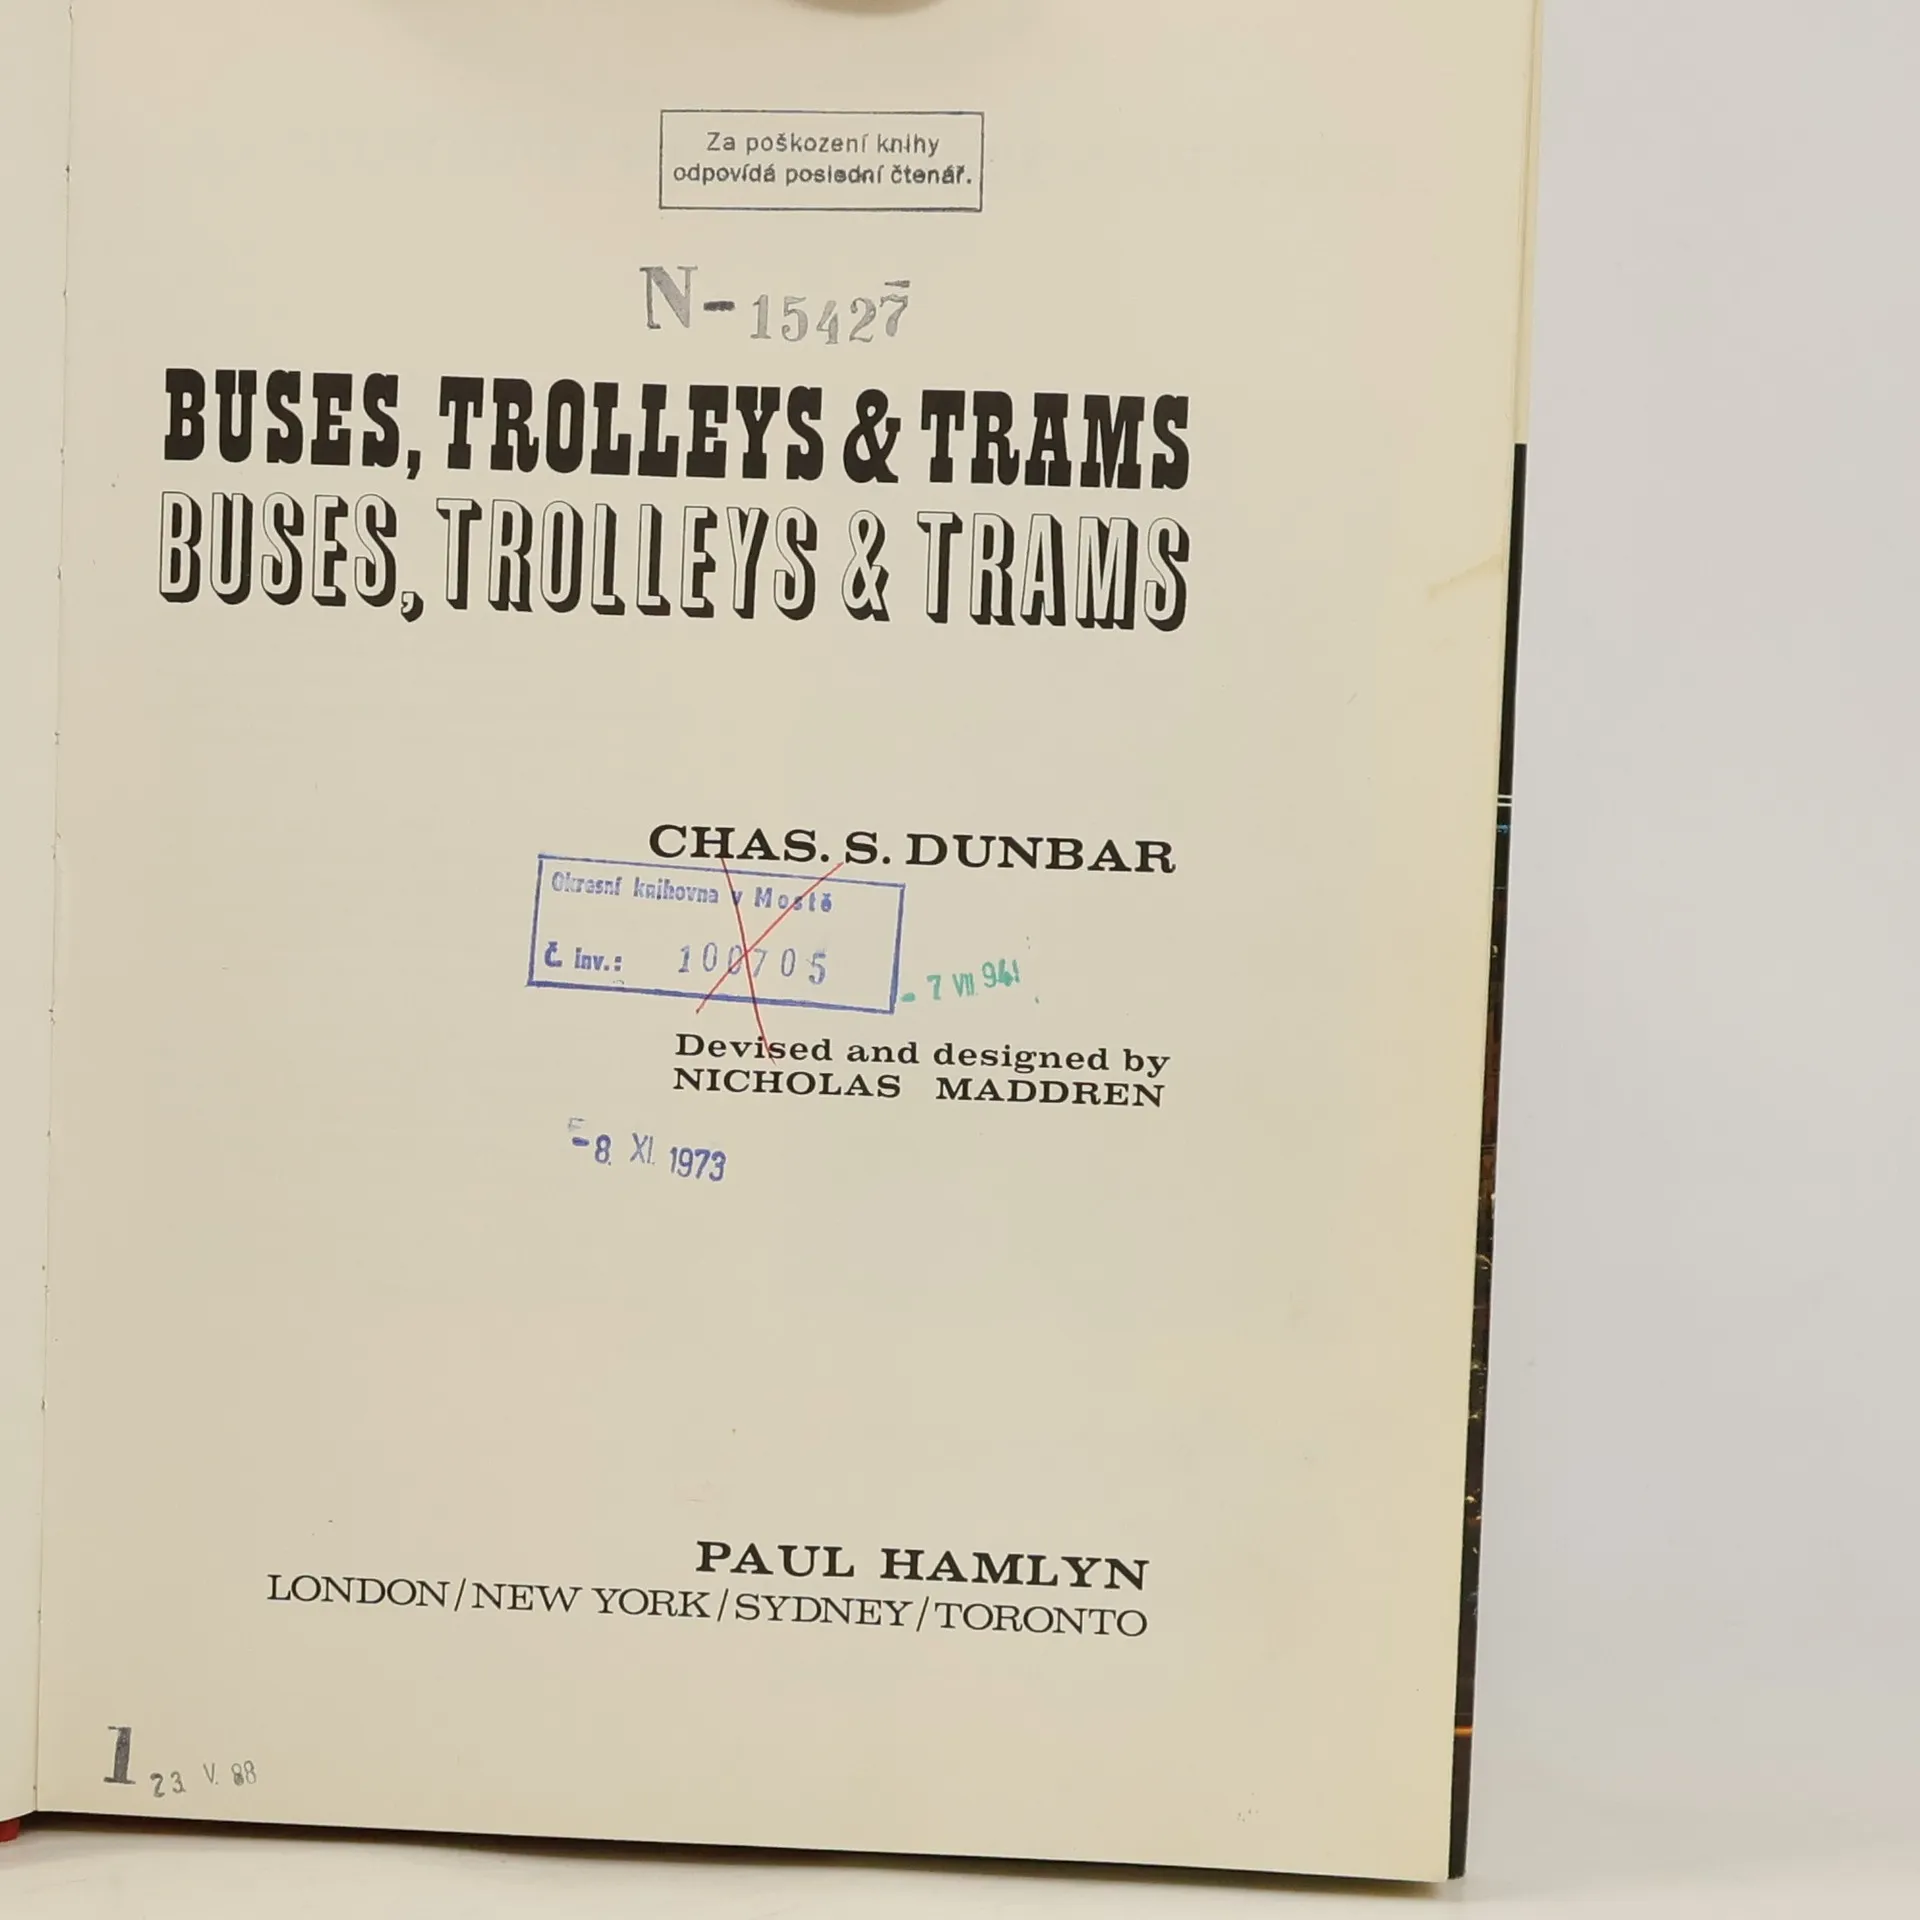 Za poškození knihy
odpovídá poslední čtenář.
N-15427
BUSES, TROLLEYS & TRAMS
BUSES, TROLLEYS & TRAMS
CHAS. S. DUNBAR
Okresní knihovna v Mostě
Č. inv.: 100705
- 7 VII 94
Devised and designed by
NICHOLAS MADDREN
-8. XI. 1973
PAUL HAMLYN
LONDON/NEW YORK/SYDNEY/TORONTO
1 23 V. 88